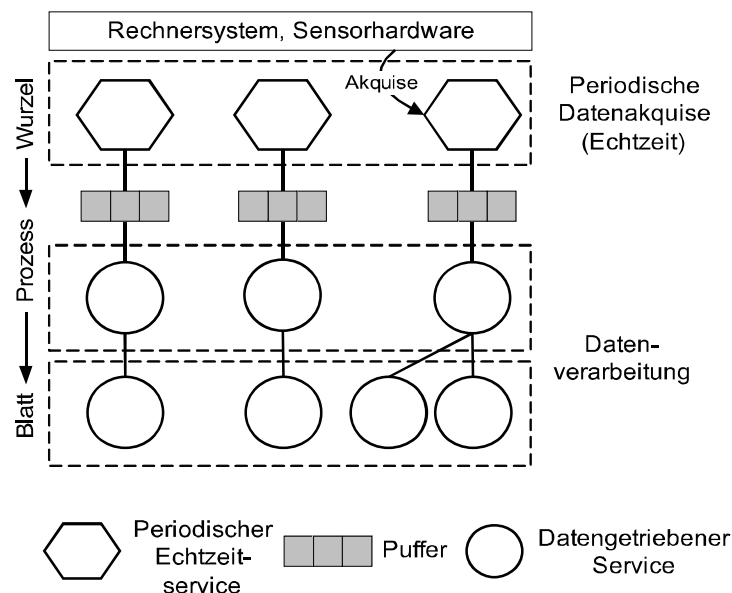 Rechnersystem, Sensorhardware
Akquise
Periodische
Datenakquise
(Echtzeit)
Wurzel
Prozess
Blatt
Daten-
verarbeitung
Periodischer
Echtzeit-
service
Puffer
Datengetriebener
Service